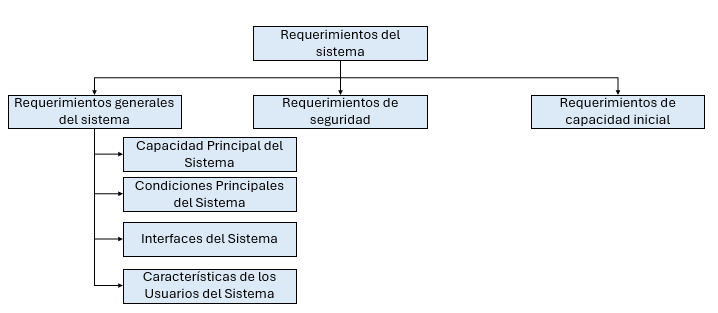 Requerimientos del
sistema
Requerimientos generales
del sistema
Requerimientos de
seguridad
Requerimientos de
capacidad inicial
Capacidad Principal del
Sistema
Condiciones Principales
del Sistema
Interfaces del Sistema
Características de los
Usuarios del Sistema